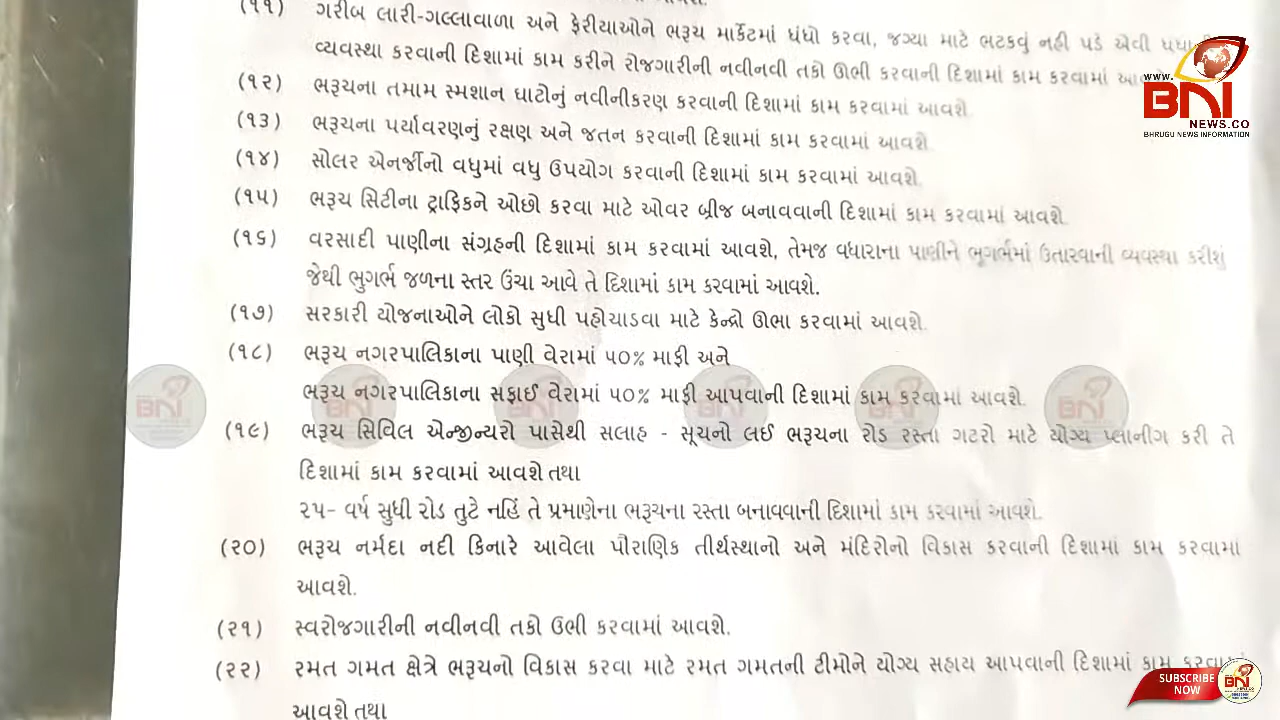 (૧૧) ગરીબ લારી-ગલ્લાવાળા અને ફેરીયાઓને ભરૂચ માર્કેટમાં ધંધો કરવા, જગ્યા માટે ભટકવું નહી પડે એવી
વ્યવસ્થા કરવાની દિશામાં કામ કરીને રોજગારીની નવીનવી તકો ઊભી કરવાની દિશામાં કામ કરવામાં
(૧૨) ભરૂચના તમામ સ્મશાન ઘાટોનું નવીનીકરણ કરવાની દિશામાં કામ કરવામાં આવશે.
(૧૩) ભરૂચના પર્યાવરણનું રક્ષણ અને જતન કરવાની દિશામાં કામ કરવામાં આવશે.
(૧૪) સોલર એનર્જીનો વધુમાં વધુ ઉપયોગ કરવાની દિશામાં કામ કરવામાં આવશે.
(૧૫) ભરૂચ સિટીના ટ્રાફિકને ઓછો કરવા માટે ઓવર બ્રીજ બનાવવાની દિશામાં કામ કરવામાં આવશે.
(૧૬) વરસાદી પાણીના સંગ્રહની દિશામાં કામ કરવામાં આવશે, તેમજ વધારાના પાણીને ભૂગર્ભમાં ઉતારવાની વ્યવસ્થા કરીશું
જેથી ભુગર્ભ જળના સ્તર ઉંચા આવે તે દિશામાં કામ કરવામાં આવશે.
(૧૭) સરકારી યોજનાઓને લોકો સુધી પહોચાડવા માટે કેન્દ્રો ઊભા કરવામાં આવશે.
(૧૮) ભરૂચ નગરપાલિકાના પાણી વેરામાં ૫૦% માફી અને
ભરૂચ નગરપાલિકાના સફાઈ વેરામાં ૫૦% માફી આપવાની દિશામાં કામ કરવામાં આવશે.
(૧૯) ભરૂચ સિવિલ એન્જીન્યરો પાસેથી સલાહ - સૂચનો લઈ ભરૂચના રોડ રસ્તા ગટરો માટે યોગ્ય પ્લાનીંગ કરી તે
દિશામાં કામ કરવામાં આવશે તથા
૨૫- વર્ષ સુધી રોડ તુટે નહિં તે પ્રમાણેના ભરૂચના રસ્તા બનાવવાની દિશામાં કામ કરવામાં આવશે.
(૨૦) ભરૂચ નર્મદા નદી કિનારે આવેલા પૌરાણિક તીર્થસ્થાનો અને મંદિરોનો વિકાસ કરવાની દિશામાં કામ કરવામાં
આવશે.
(૨૧) સ્વરોજગારીની નવીનવી તકો ઉભી કરવામાં આવશે.
(૨૨) રમત ગમત ક્ષેત્રે ભરૂચનો વિકાસ કરવા માટે રમત ગમતની ટીમોને યોગ્ય સહાય આપવાની દિશામાં કામ
આવશે તથા
www.
BNI
NEWS.CO
BHRUGU NEWS INFORMATION
SUBSCRIBE
NOW